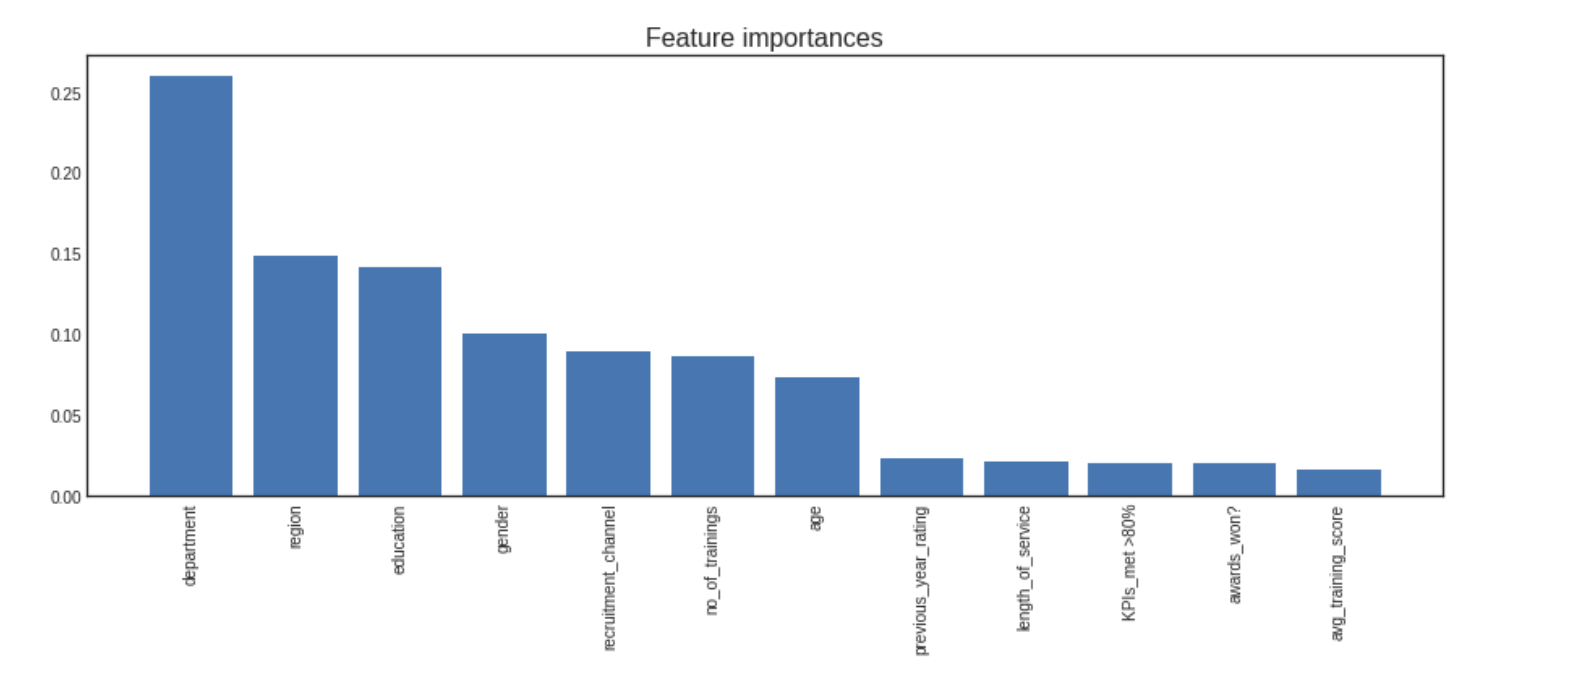 Feature importances
0.25
0.20
0.15
0.10
0.05
0.00
department
region
education
gender
recruitment_channel
no_of_trainings
age
previous_year_rating
length_of_service
KPIs_met >80%
awards_won?
avg_training_score